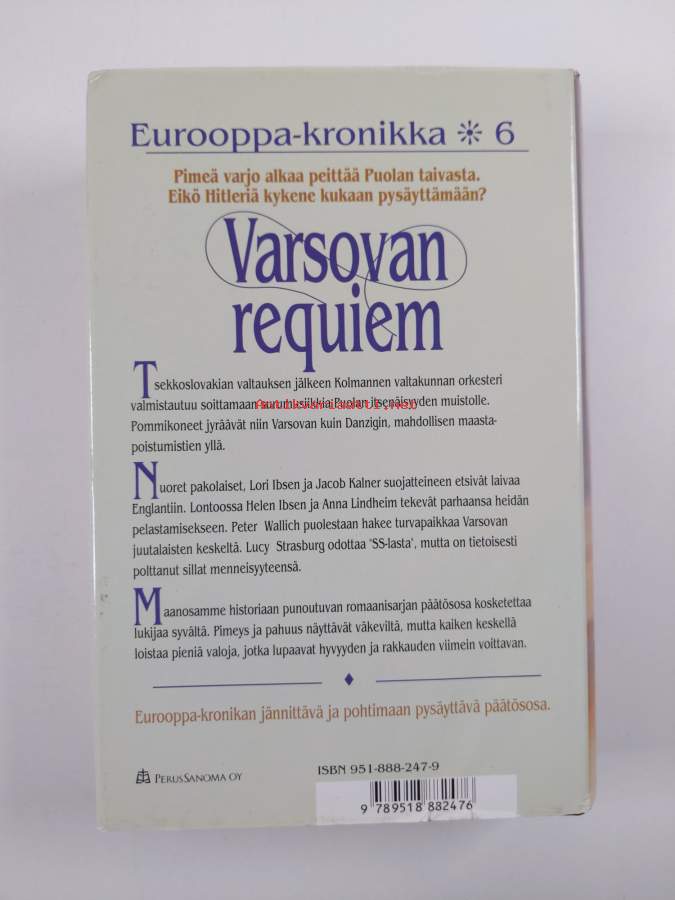 Eurooppa-kronikka ☼ 6
Pimeä varjo alkaa peittää Puolan taivasta.
Eikö Hitleriä kykene kukaan pysäyttämään?
Varsovan
requiem
Tsekkoslovakian valtauksen jälkeen Kolmannen valtakunnan orkesteri
valmistautuu soittamaan surumusiikkia Puolan itsenäisyyden muistolle.
Pommikoneet jyräävät niin Varsovan kuin Danzigin, mahdollisen maasta-
poistumistien yllä.
Nuoret pakolaiset, Lori Ibsen ja Jacob Kalner suojatteineen etsivät laivaa
Englantiin. Lontoossa Helen Ibsen ja Anna Lindheim tekevät parhaansa heidän
pelastamisekseen. Peter Wallich puolestaan hakee turvapaikkaa Varsovan
juutalaisten keskeltä. Lucy Strasburg odottaa 'SS-lasta', mutta on tietoisesti
polttanut sillat menneisyyteensä.
Maanosamme historiaan punoutuvan romaanisarjan päätösosa koskettettaa
lukijaa syvältä. Pimeys ja pahuus näyttävät väkeviltä, mutta kaiken keskellä
loistaa pieniä valoja, jotka lupaavat hyvyyden ja rakkauden viimein voittavan.
Eurooppa-kronikan jännittävä ja pohtimaan pysäyttävä päätösosa.
PERUSSANOMA OY
ISBN 951-888-247-9
9 789518 882476